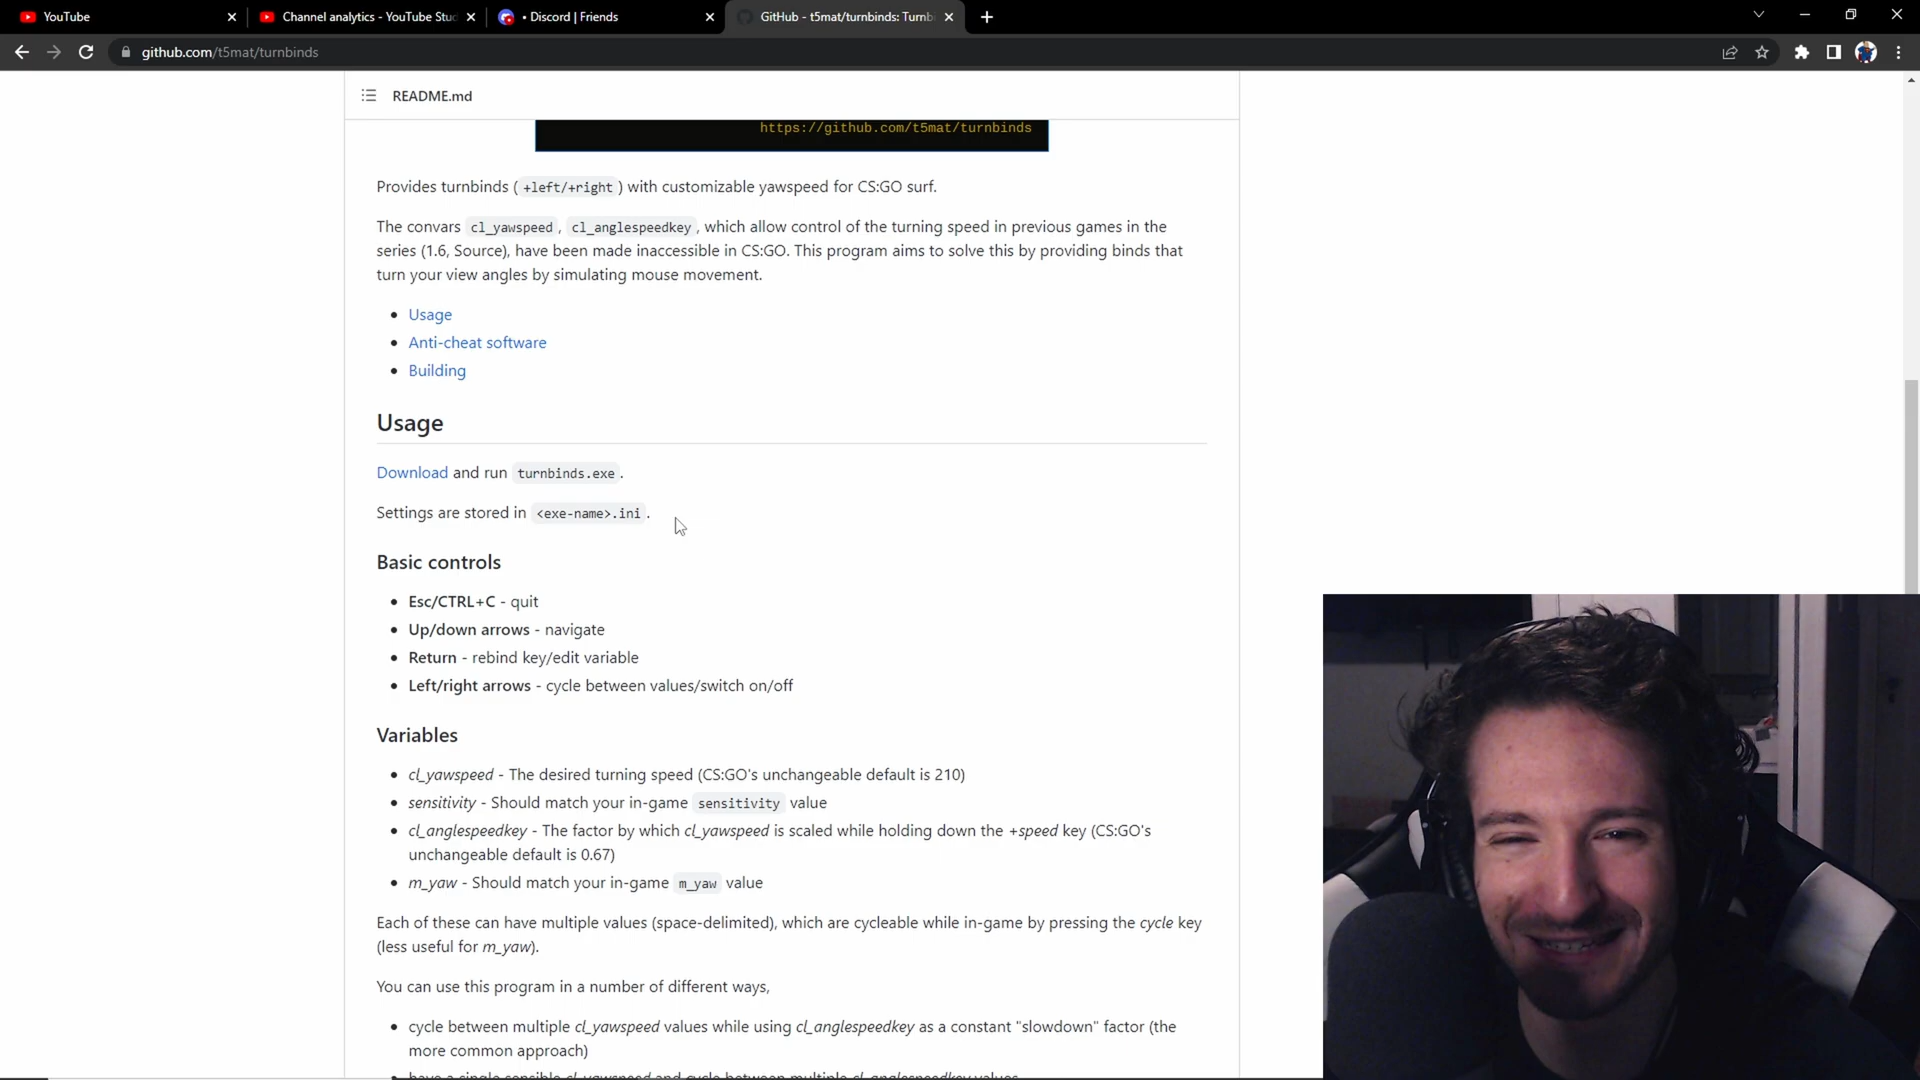 YouTube
Channel analytics - YouTube Stu
• Discord | Friends
GitHub - t5mat/turnbinds: Turnb
github.com/t5mat/turnbinds
README.md
https://github.com/t5mat/turnbinds
Provides turnbinds ( +left/+right ) with customizable yawspeed for CS:GO surf.
The convars cl_yawspeed , cl_anglespeedkey , which allow control of the turning speed in previous games in the
series (1.6, Source), have been made inaccessible in CS:GO. This program aims to solve this by providing binds that
turn your view angles by simulating mouse movement.
• Usage
• Anti-cheat software
• Building
Usage
Download and run turnbinds.exe .
Settings are stored in <exe-name>.ini .
Basic controls
• Esc/CTRL+C - quit
• Up/down arrows - navigate
• Return - rebind key/edit variable
• Left/right arrows - cycle between values/switch on/off
Variables
• cl_yawspeed - The desired turning speed (CS:GO's unchangeable default is 210)
• sensitivity - Should match your in-game sensitivity value
• cl_anglespeedkey - The factor by which cl_yawspeed is scaled while holding down the +speed key (CS:GO's
unchangeable default is 0.67)
• m_yaw - Should match your in-game m_yaw value
Each of these can have multiple values (space-delimited), which are cycleable while in-game by pressing the cycle key
(less useful for m_yaw).
You can use this program in a number of different ways,
• cycle between multiple cl_yawspeed values while using cl_anglespeedkey as a constant "slowdown" factor (the
more common approach)
• have a single sensible cl_yawspeed and cycle between multiple cl_anglespeedkey values